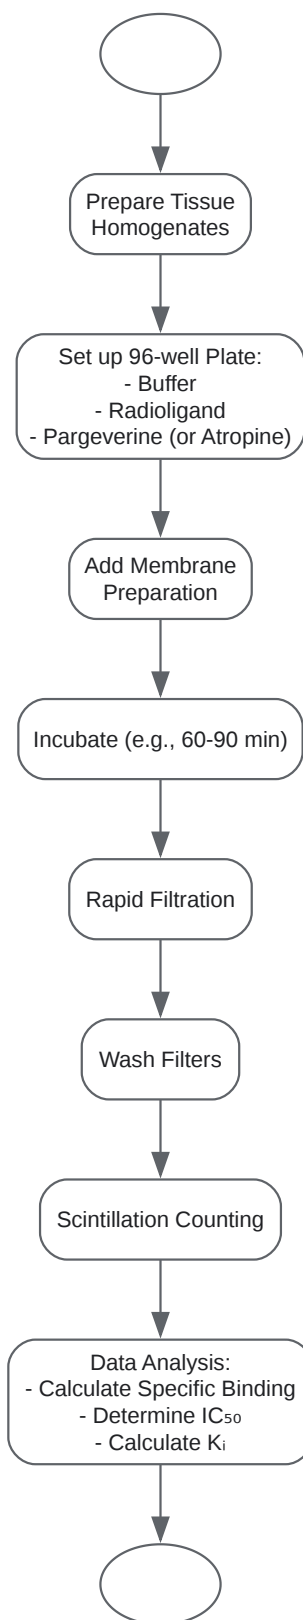 Prepare Tissue
Homogenates
Set up 96-well Plate:
- Buffer
- Radioligand
- Pargeverine (or Atropine)
Add Membrane
Preparation
Incubate (e.g., 60-90 min)
Rapid Filtration
Wash Filters
Scintillation Counting
Data Analysis:
- Calculate Specific Binding
- Determine IC₅₀
- Calculate Kᵢ